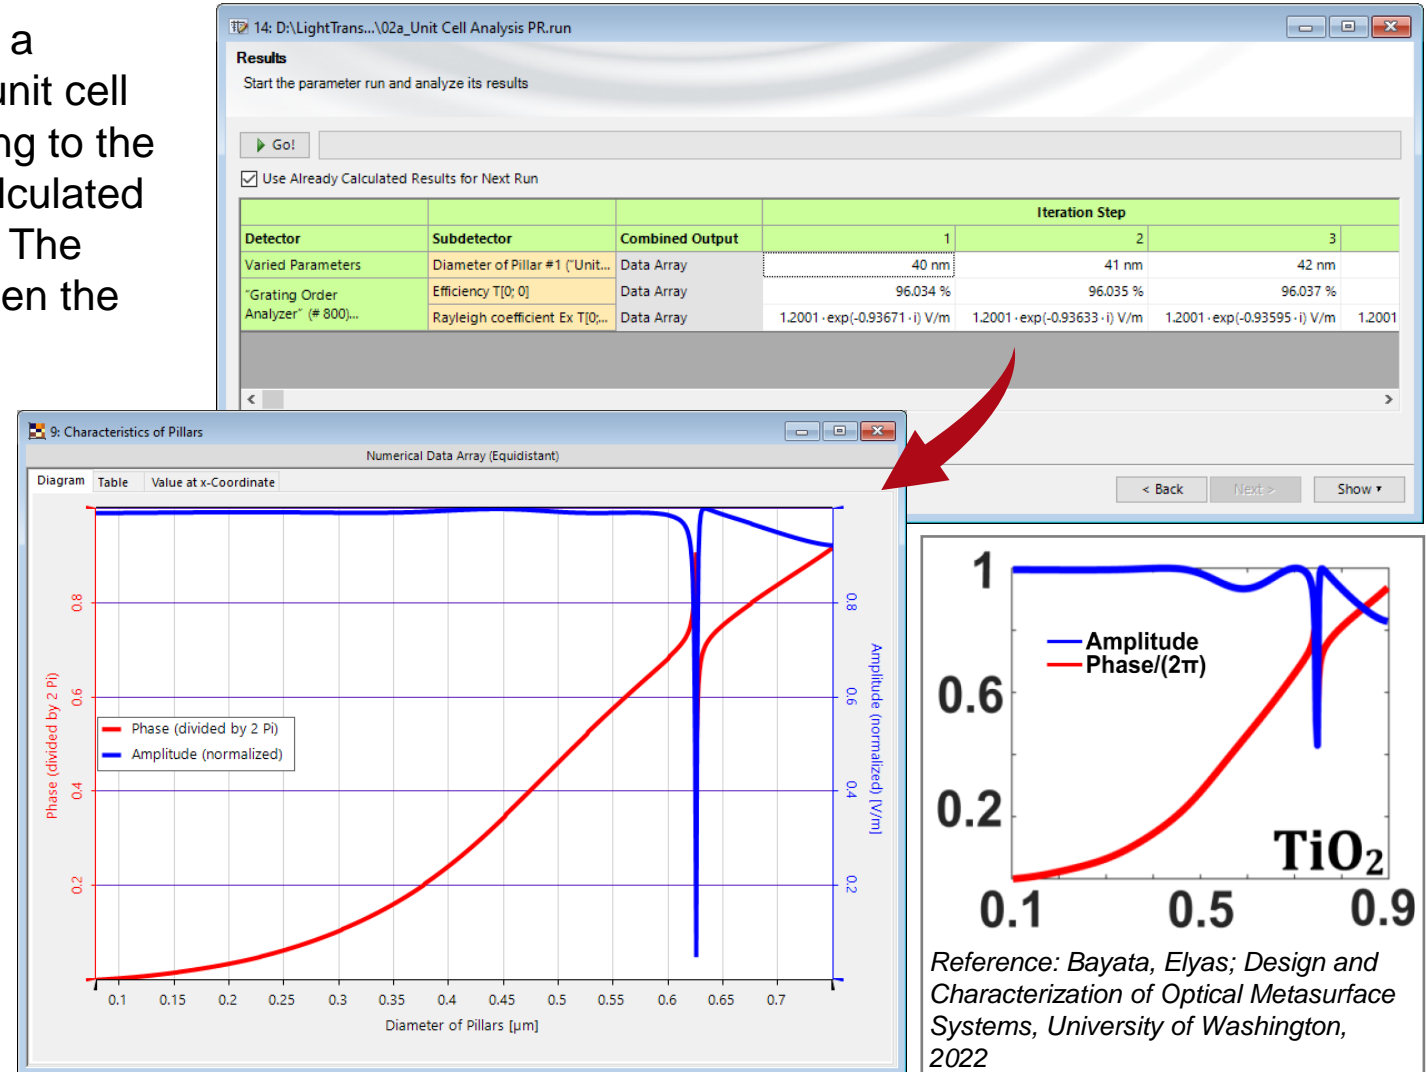 a
unit cell
ng to the
lculated
The
en the
14: D:\LightTrans...\02a_Unit Cell Analysis PR.run
Results
Start the parameter run and analyze its results
Go!
Use Already Calculated Results for Next Run
Iteration Step
Detector Subdetector Combined Output 1 2 3
Varied Parameters Diameter of Pillar #1 ("Unit... Data Array 40 nm 41 nm 42 nm
"Grating Order Analyzer" (# 800)... Efficiency T[0; 0] Data Array 96.034 % 96.035 % 96.037 %
Rayleigh coefficient Ex T[0;... Data Array 1.2001·exp(-0.93671·i) V/m 1.2001·exp(-0.93633·i) V/m 1.2001·exp(-0.93595·i) V/m 1.2001
< Back Next > Show
9: Characteristics of Pillars
Numerical Data Array (Equidistant)
Diagram Table Value at x-Coordinate
Phase (divided by 2 Pi)
0.8
0.6
0.4
0.2
Phase (divided by 2 Pi)
Amplitude (normalized)
0.8
0.6
0.4
0.2
Amplitude (normalized) [V/m]
0.1 0.15 0.2 0.25 0.3 0.35 0.4 0.45 0.5 0.55 0.6 0.65 0.7
Diameter of Pillars [µm]
1
0.6
0.2
Amplitude
Phase/(2π)
TiO₂
0.1 0.5 0.9
Reference: Bayata, Elyas; Design and
Characterization of Optical Metasurface
Systems, University of Washington,
2022